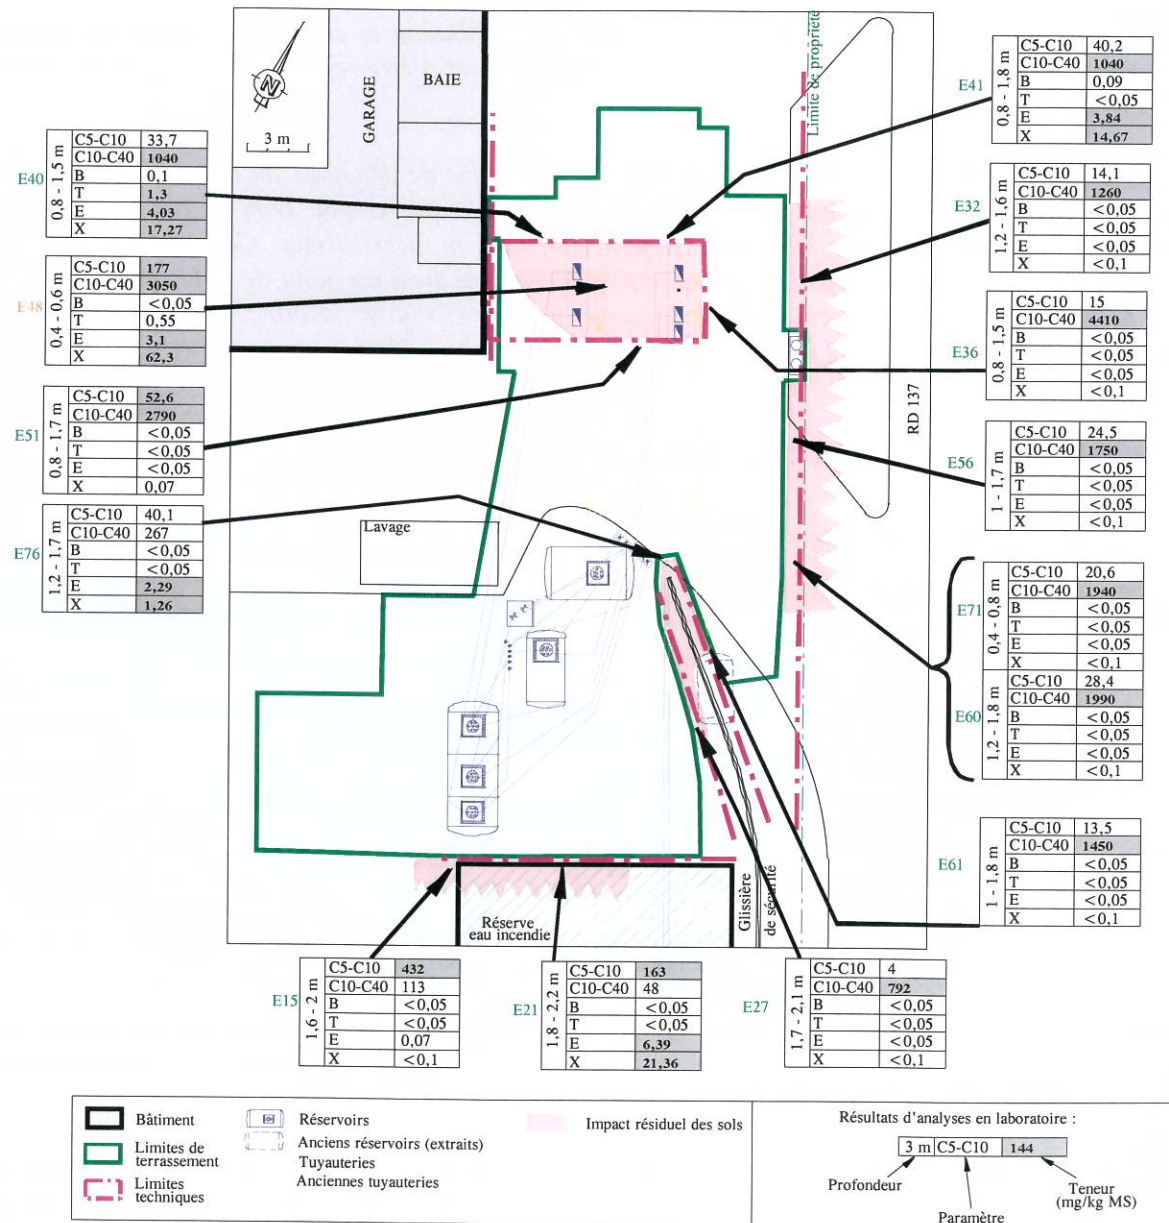 N
3 m
GARAGE
BAIE
Limite de propriété
RD 137
Lavage
Réserve
eau incendie
Glissière
de sécurité
E40
0,8 - 1,5 m
C5-C10 33,7
C10-C40 1040
B 0,1
T 1,3
E 4,03
X 17,27
E48
0,4 - 0,6 m
C5-C10 177
C10-C40 3050
B <0,05
T 0,55
E 3,1
X 62,3
E51
0,8 - 1,7 m
C5-C10 52,6
C10-C40 2790
B <0,05
T <0,05
E <0,05
X 0,07
E76
1,2 - 1,7 m
C5-C10 40,1
C10-C40 267
B <0,05
T <0,05
E 2,29
X 1,26
E41
0,8 - 1,8 m
C5-C10 40,2
C10-C40 1040
B 0,09
T <0,05
E 3,84
X 14,67
E32
1,2 - 1,6 m
C5-C10 14,1
C10-C40 1260
B <0,05
T <0,05
E <0,05
X <0,1
E36
0,8 - 1,5 m
C5-C10 15
C10-C40 4410
B <0,05
T <0,05
E <0,05
X <0,1
E56
1 - 1,7 m
C5-C10 24,5
C10-C40 1750
B <0,05
T <0,05
E <0,05
X <0,1
E71
0,4 - 0,8 m
C5-C10 20,6
C10-C40 1940
B <0,05
T <0,05
E <0,05
X <0,1
E60
1,2 - 1,8 m
C5-C10 28,4
C10-C40 1990
B <0,05
T <0,05
E <0,05
X <0,1
E61
1 - 1,8 m
C5-C10 13,5
C10-C40 1450
B <0,05
T <0,05
E <0,05
X <0,1
E15
1,6 - 2 m
C5-C10 432
C10-C40 113
B <0,05
T <0,05
E 0,07
X <0,1
E21
1,8 - 2,2 m
C5-C10 163
C10-C40 48
B <0,05
T <0,05
E 6,39
X 21,36
E27
1,7 - 2,1 m
C5-C10 4
C10-C40 792
B <0,05
T <0,05
E <0,05
X <0,1
Bâtiment
Limites de
terrassement
Limites
techniques
Réservoirs
Anciens réservoirs (extraits)
Tuyauteries
Anciennes tuyauteries
Impact résiduel des sols
Résultats d'analyses en laboratoire :
3 m C5-C10 144
Profondeur
Paramètre
Teneur
(mg/kg MS)